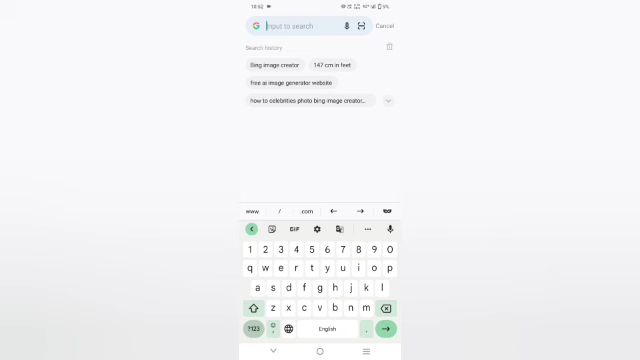 18:52
5%
Input to search
Cancel
Search history
Bing image creator
147 cm in feet
free ai image generator website
how to celebrities photo bing image creator...
www / .com
GIF
1 2 3 4 5 6 7 8 9 0
q w e r t y u i o p
a s d f g h j k l
z x c v b n m
?123 , English .